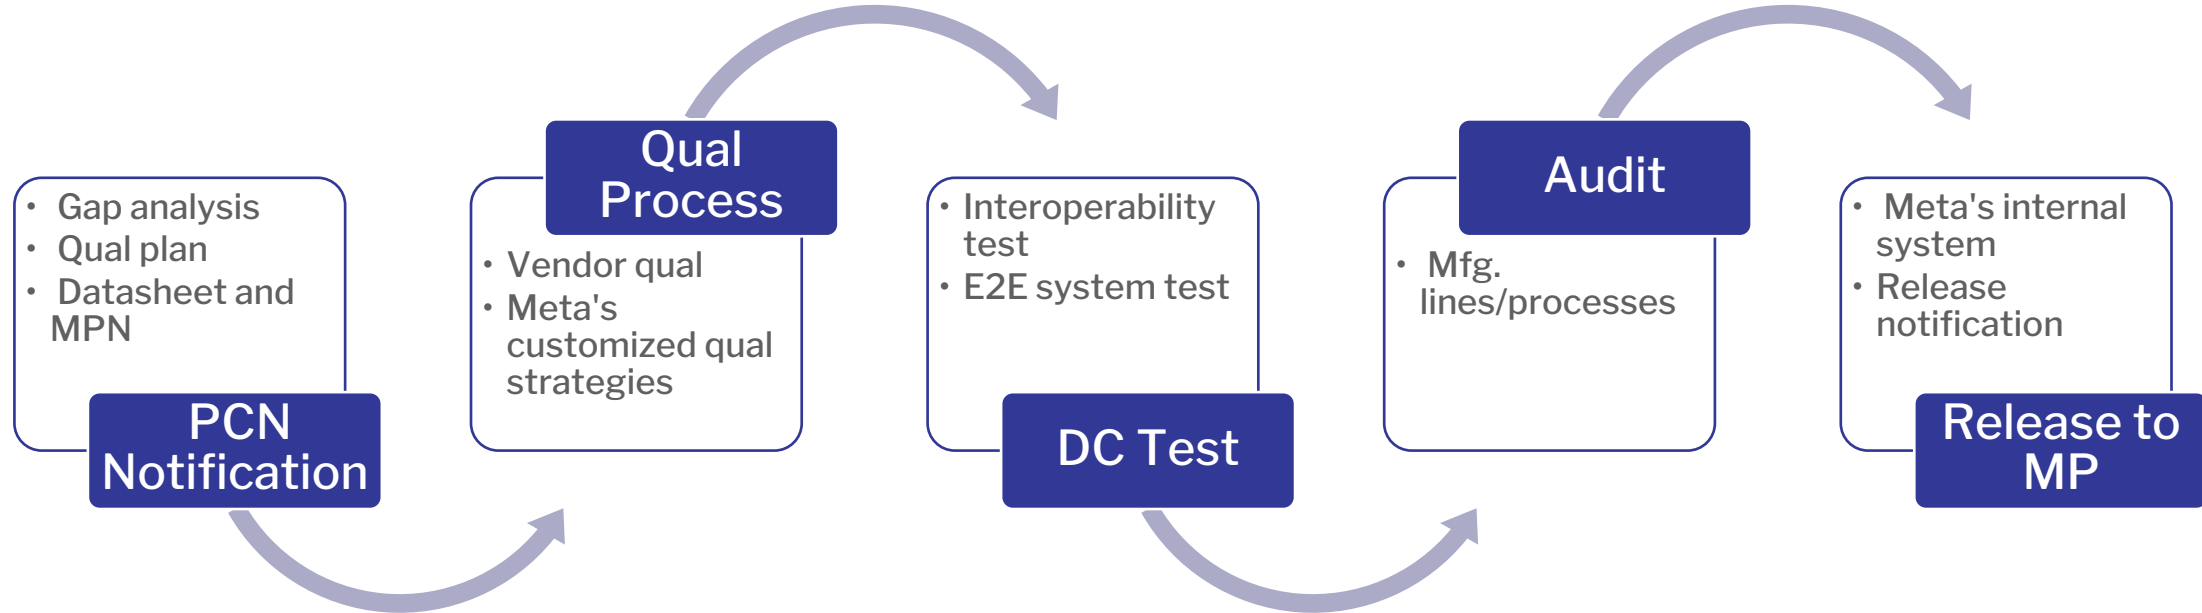 • Gap analysis
• Qual plan
• Datasheet and
MPN
PCN
Notification
Qual
Process
• Vendor qual
• Meta's
customized qual
strategies
• Interoperability
test
• E2E system test
DC Test
Audit
• Mfg.
lines/processes
• Meta's internal
system
• Release
notification
Release to
MP